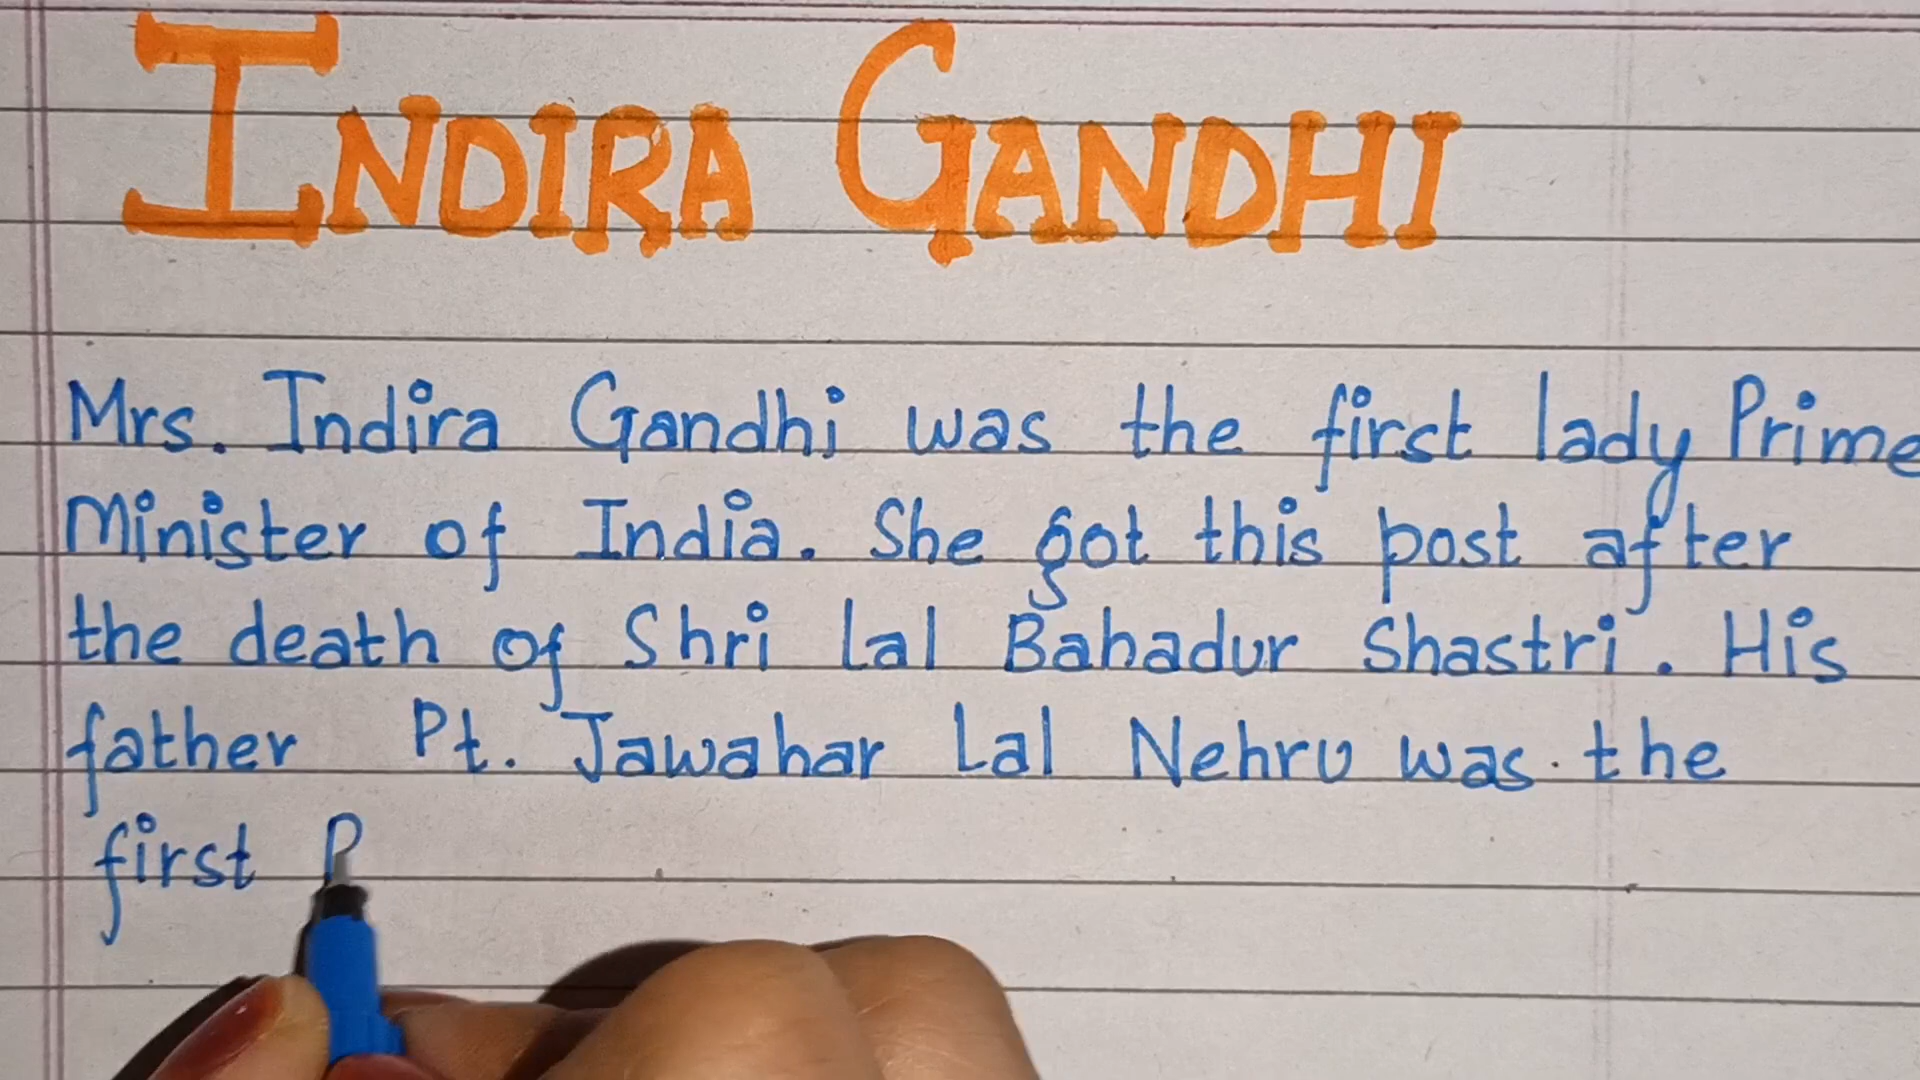 INDIRA GANDHI
Mrs. Indira Gandhi was the first lady Prime
Minister of India. She got this post after
the death of Shri Lal Bahadur Shastri. His
father Pt. Jawahar Lal Nehru was the
first P